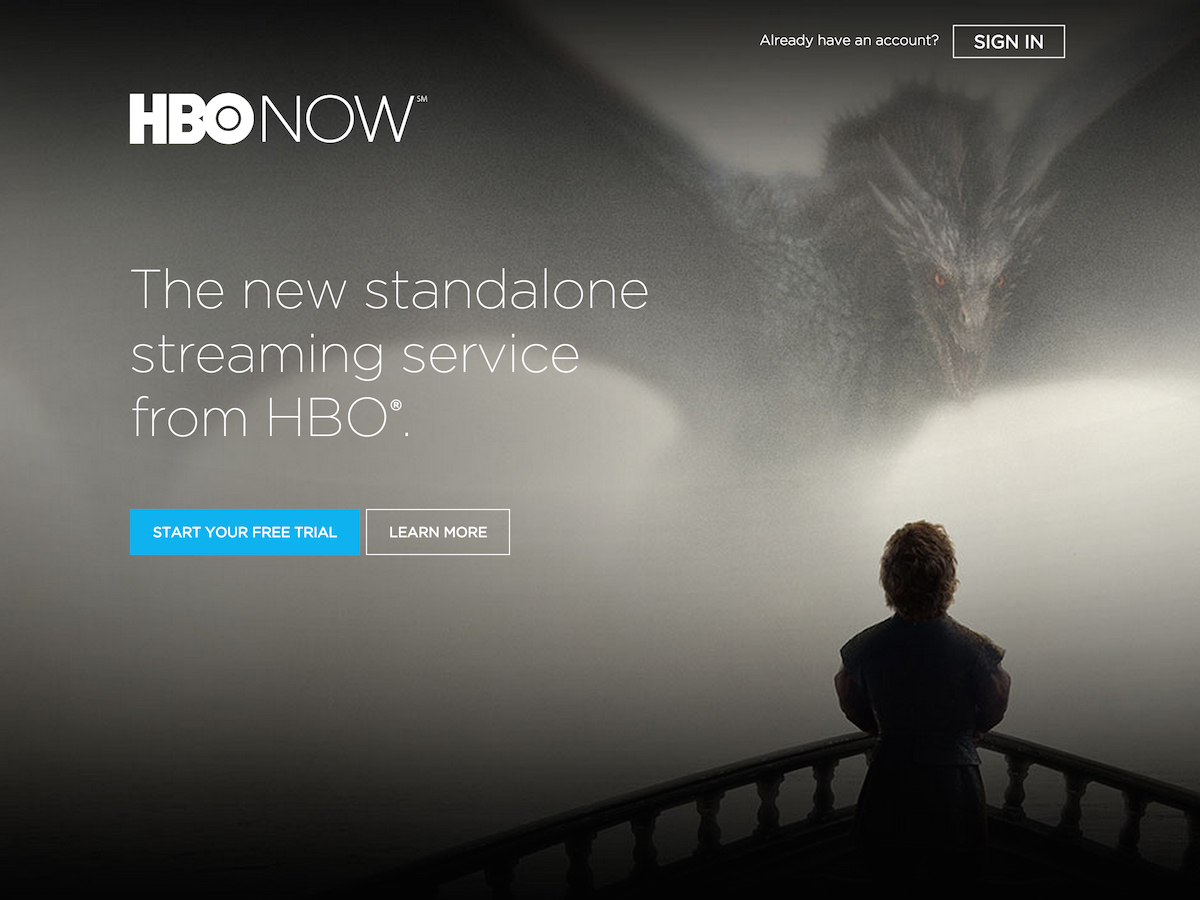 Already have an account? SIGN IN
HBO NOW℠
The new standalone
streaming service
from HBO®.
START YOUR FREE TRIAL LEARN MORE